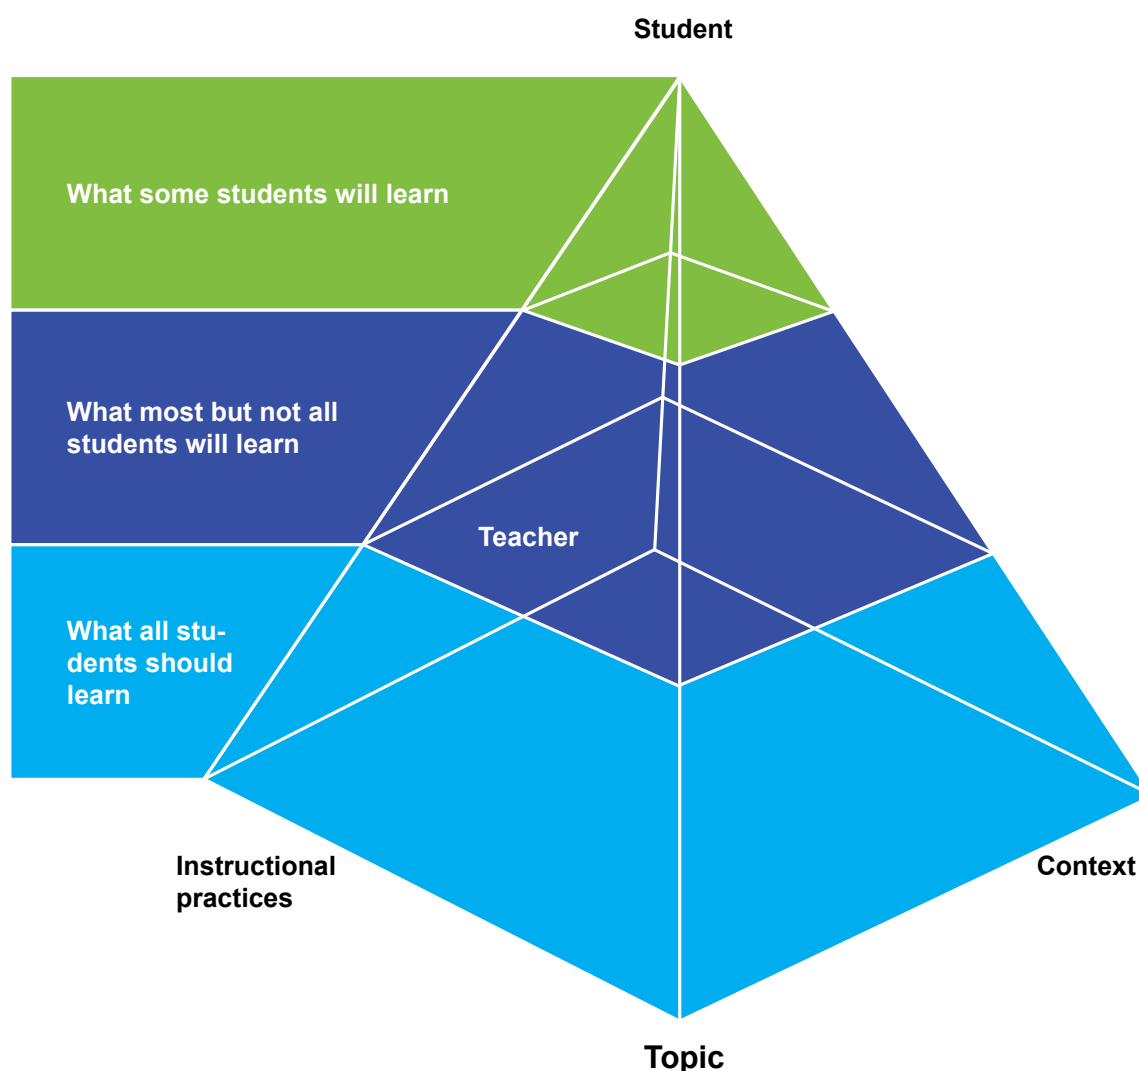 Student
What some students will learn
What most but not all
students will learn
Teacher
What all stu-
dents should
learn
Instructional
practices
Context
Topic